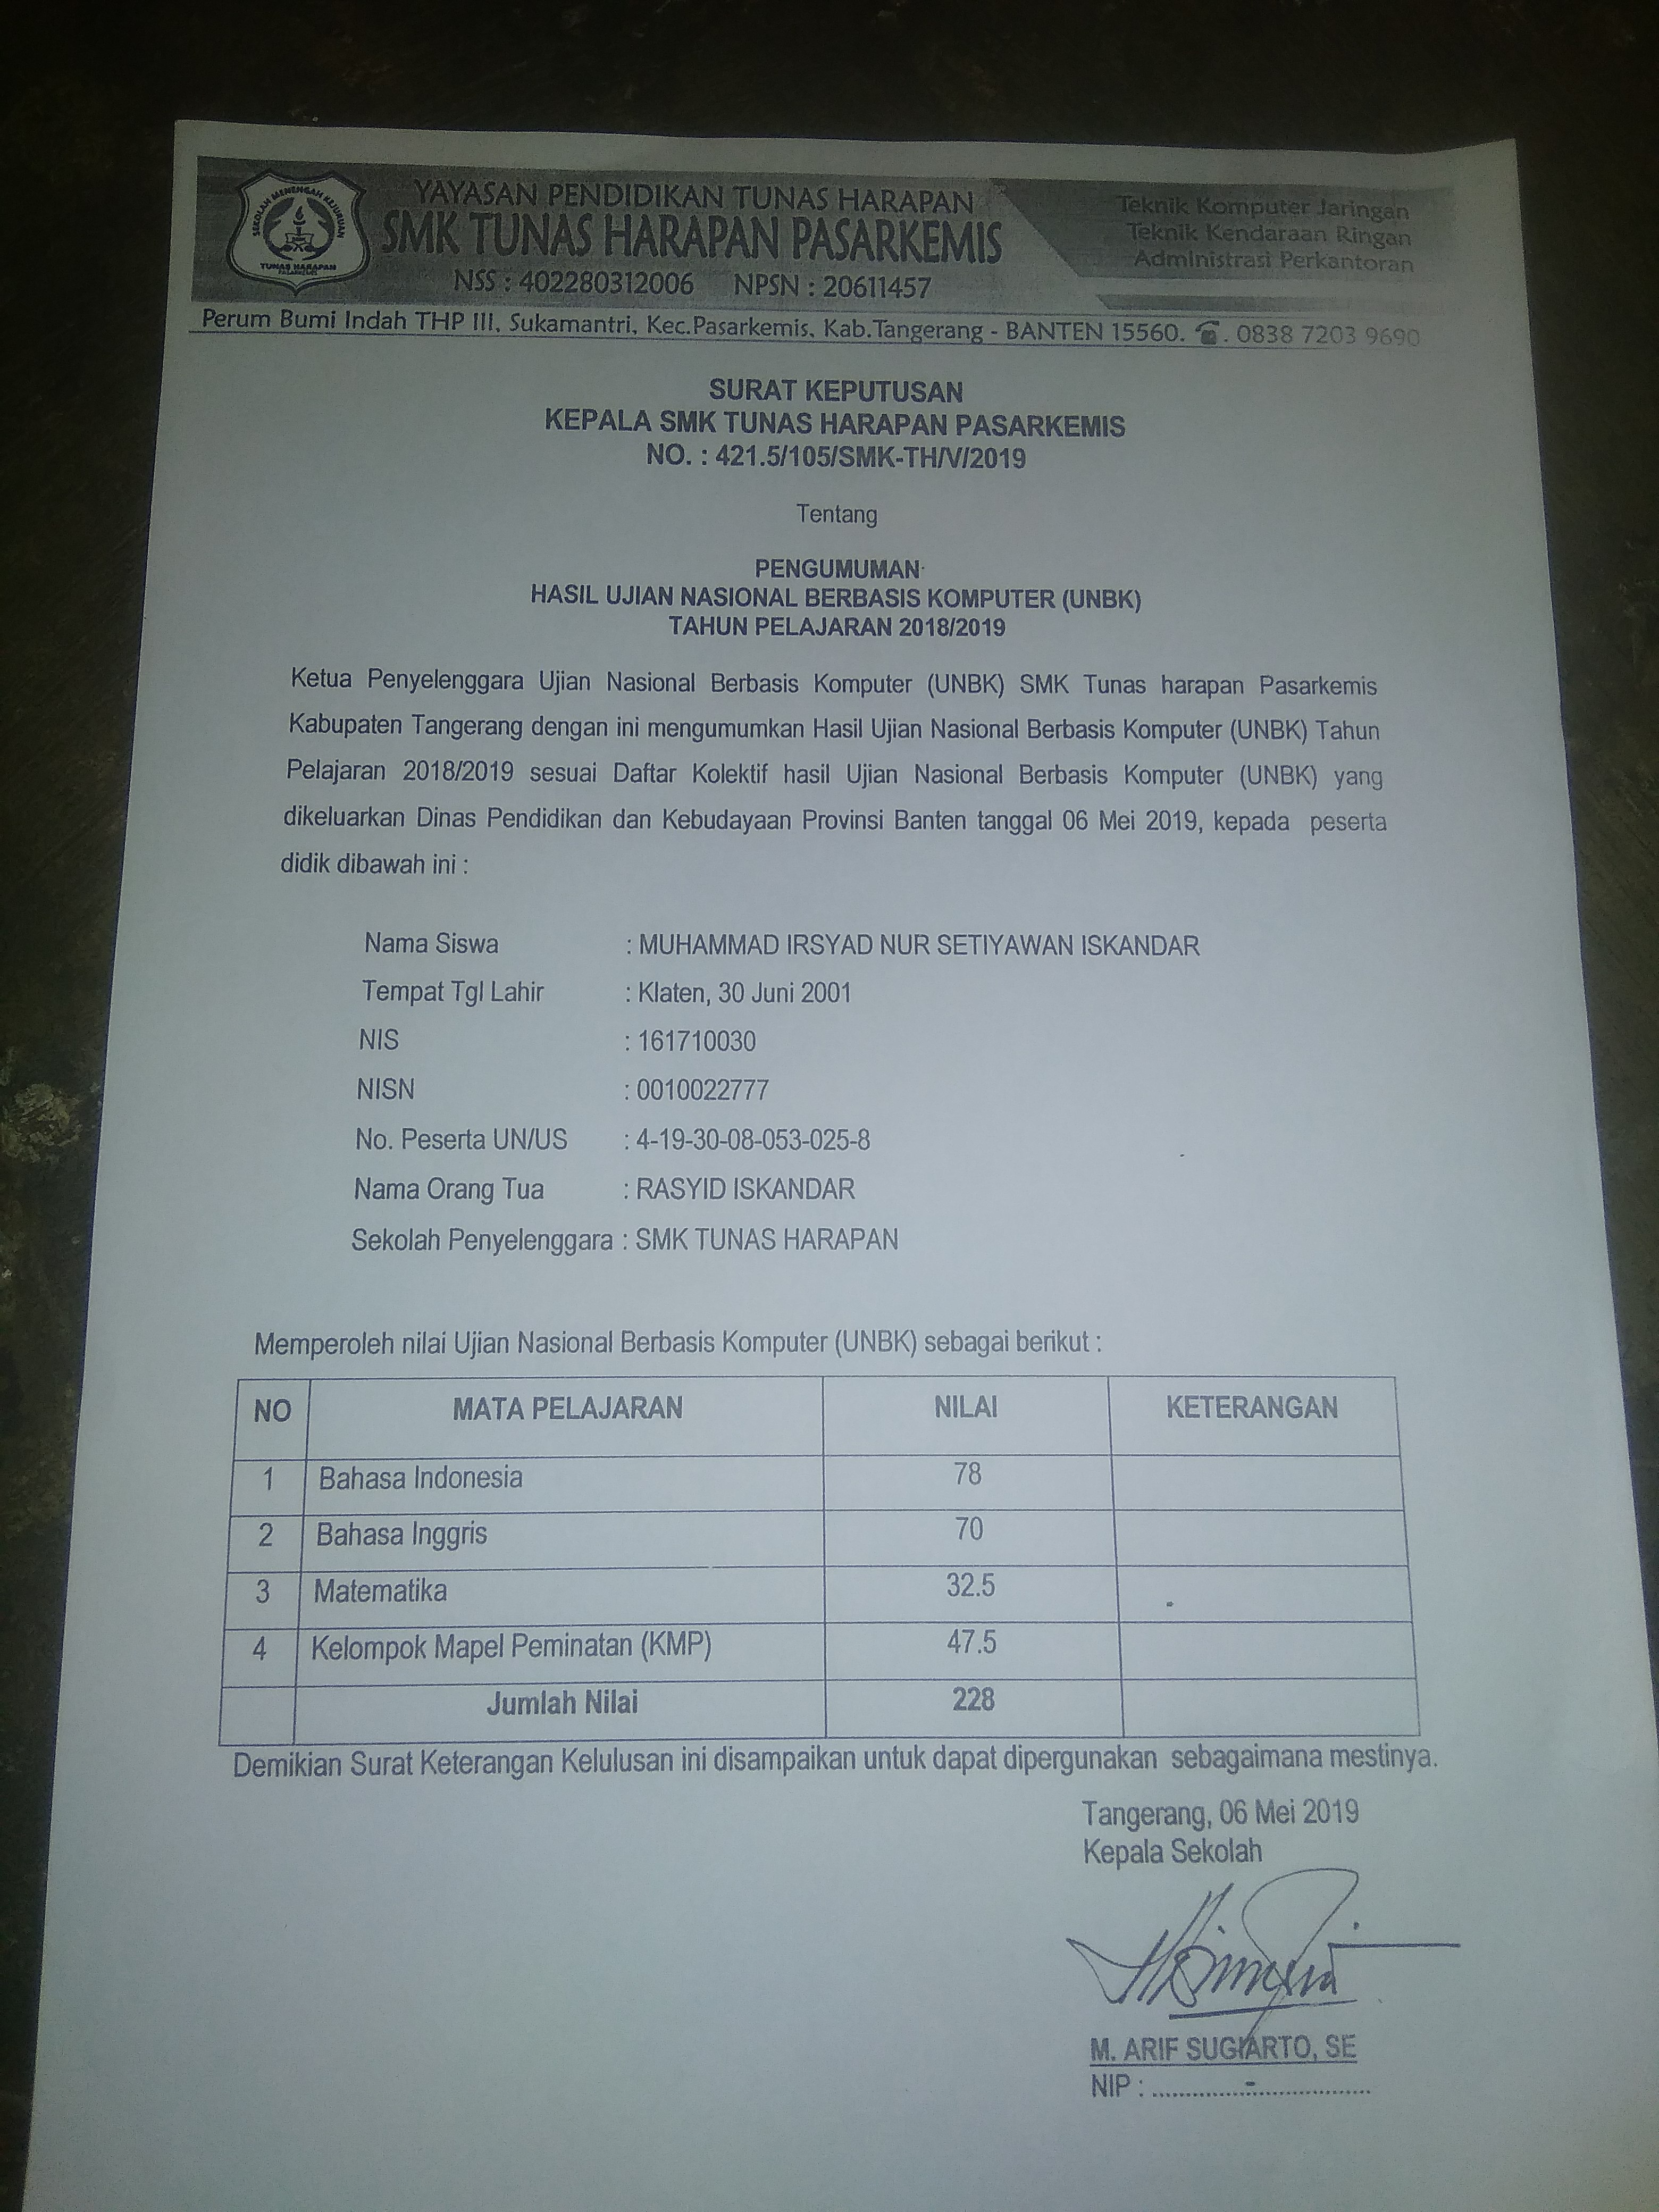 SEKOLAH MENENGAH KEJURUAN
TUNAS HARAPAN
PASARKEMIS
YAYASAN PENDIDIKAN TUNAS HARAPAN
SMK TUNAS HARAPAN PASARKEMIS
NSS : 402280312006 NPSN : 20611457
Teknik Komputer Jaringan
Teknik Kendaraan Ringan
Administrasi Perkantoran
Perum Bumi Indah THP III, Sukamantri, Kec.Pasarkemis, Kab.Tangerang - BANTEN 15560. ☎. 0838 7203 9690
SURAT KEPUTUSAN
KEPALA SMK TUNAS HARAPAN PASARKEMIS
NO. : 421.5/105/SMK-TH/V/2019
Tentang
PENGUMUMAN
HASIL UJIAN NASIONAL BERBASIS KOMPUTER (UNBK)
TAHUN PELAJARAN 2018/2019
Ketua Penyelenggara Ujian Nasional Berbasis Komputer (UNBK) SMK Tunas harapan Pasarkemis
Kabupaten Tangerang dengan ini mengumumkan Hasil Ujian Nasional Berbasis Komputer (UNBK) Tahun
Pelajaran 2018/2019 sesuai Daftar Kolektif hasil Ujian Nasional Berbasis Komputer (UNBK) yang
dikeluarkan Dinas Pendidikan dan Kebudayaan Provinsi Banten tanggal 06 Mei 2019, kepada peserta
didik dibawah ini :
Nama Siswa : MUHAMMAD IRSYAD NUR SETIYAWAN ISKANDAR
Tempat Tgl Lahir : Klaten, 30 Juni 2001
NIS : 161710030
NISN : 0010022777
No. Peserta UN/US : 4-19-30-08-053-025-8
Nama Orang Tua : RASYID ISKANDAR
Sekolah Penyelenggara : SMK TUNAS HARAPAN
Memperoleh nilai Ujian Nasional Berbasis Komputer (UNBK) sebagai berikut :
NO MATA PELAJARAN NILAI KETERANGAN
1 Bahasa Indonesia 78
2 Bahasa Inggris 70
3 Matematika 32.5
4 Kelompok Mapel Peminatan (KMP) 47.5
Jumlah Nilai 228
Demikian Surat Keterangan Kelulusan ini disampaikan untuk dapat dipergunakan sebagaimana mestinya.
Tangerang, 06 Mei 2019
Kepala Sekolah
M. ARIF SUGIARTO, SE
NIP : ................-......................